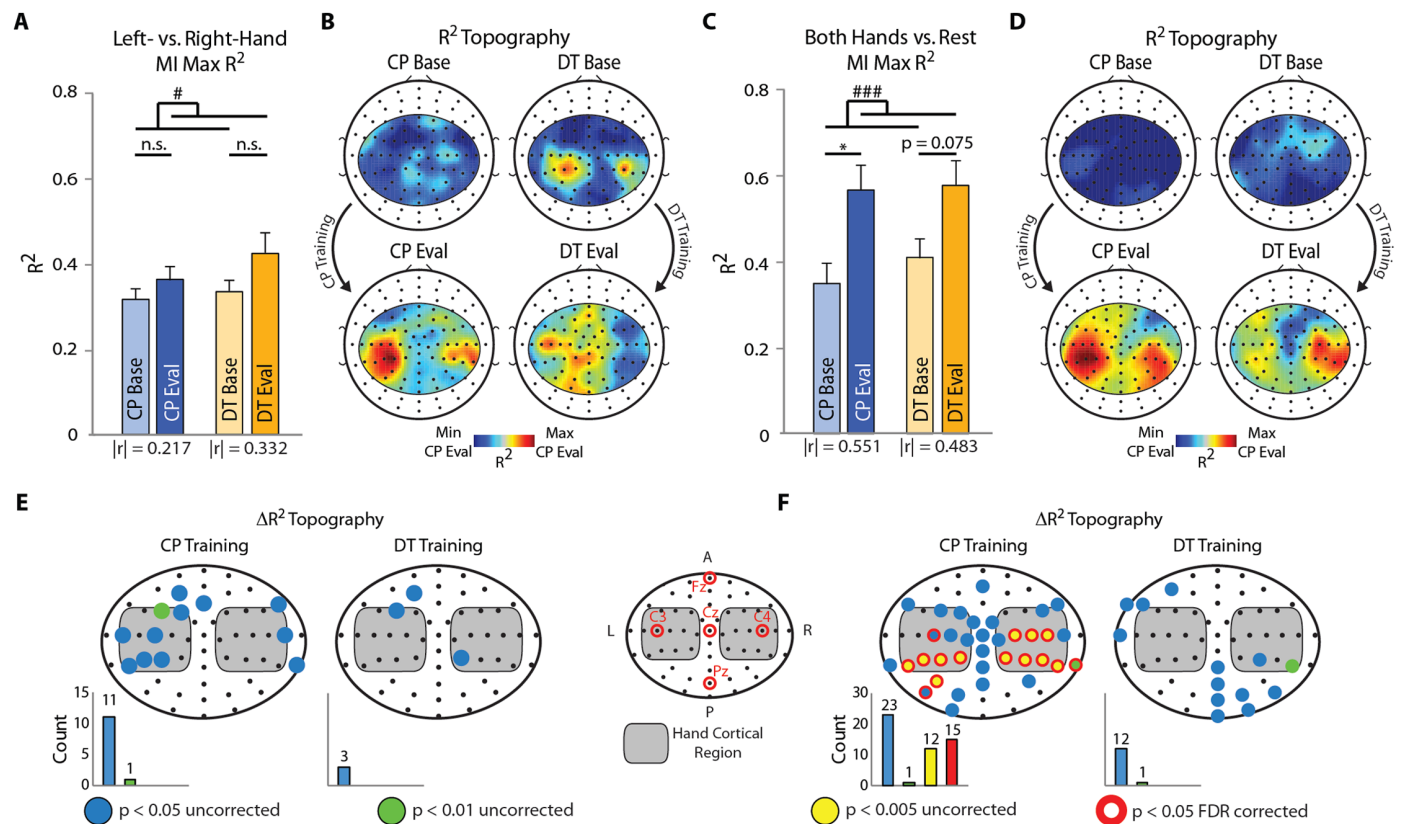 A
Left- vs. Right-Hand
MI Max R²
0.8
0.6
0.4
0.2
0
R²
#
n.s.
n.s.
CP Base
CP Eval
DT Base
DT Eval
|r| = 0.217
|r| = 0.332
B
R² Topography
CP Base
DT Base
CP Training
DT Training
CP Eval
DT Eval
Min
CP Eval
R²
Max
CP Eval
C
Both Hands vs. Rest
MI Max R²
0.8
0.6
0.4
0.2
0
R²
###
*
p = 0.075
CP Base
CP Eval
DT Base
DT Eval
|r| = 0.551
|r| = 0.483
D
R² Topography
CP Base
DT Base
CP Training
DT Training
CP Eval
DT Eval
Min
CP Eval
R²
Max
CP Eval
E
ΔR² Topography
CP Training
DT Training
15
10
5
0
Count
11
1
3
A
Fz
C3
Cz
C4
L
R
Pz
P
Hand Cortical
Region
F
ΔR² Topography
CP Training
DT Training
30
20
10
0
Count
23
1
12
15
12
1
p < 0.05 uncorrected
p < 0.01 uncorrected
p < 0.005 uncorrected
p < 0.05 FDR corrected